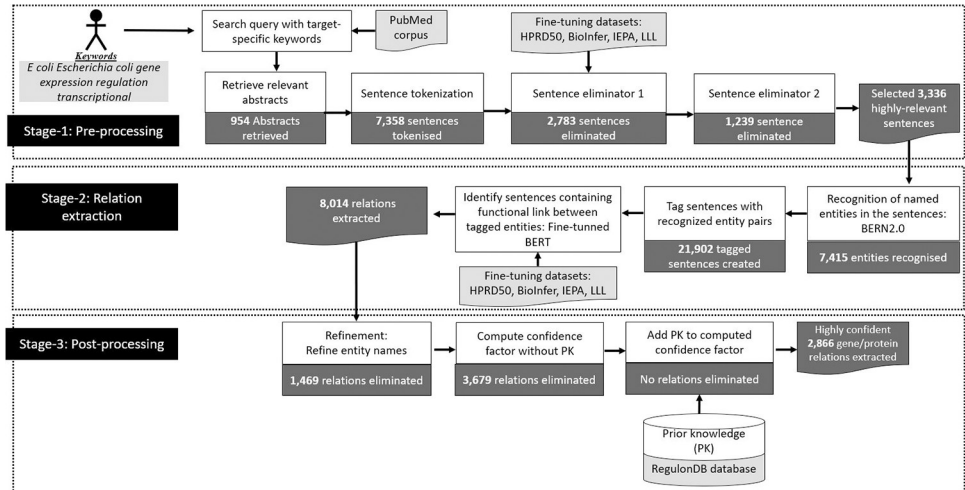 Search query with target-
specific keywords
PubMed
corpus
Fine-tuning datasets:
HPRD50, BioInfer, IEPA, LLL
Keywords
E coli Escherichia coli gene
expression regulation
transcriptional
Retrieve relevant
abstracts
954 Abstracts
retrieved
Sentence tokenization
7,358 sentences
tokenised
Sentence eliminator 1
2,783 sentences
eliminated
Sentence eliminator 2
1,239 sentence
eliminated
Selected 3,336
highly-relevant
sentences
Stage-1: Pre-processing
Stage-2: Relation
extraction
8,014 relations
extracted
Identify sentences containing
functional link between
tagged entities: Fine-tunned
BERT
Fine-tuning datasets:
HPRD50, BioInfer, IEPA, LLL
Tag sentences with
recognized entity pairs
21,902 tagged
sentences created
Recognition of named
entities in the sentences:
BERN2.0
7,415 entities recognised
Stage-3: Post-processing
Refinement:
Refine entity names
1,469 relations eliminated
Compute confidence
factor without PK
3,679 relations eliminated
Add PK to computed
confidence factor
No relations eliminated
Highly confident
2,866 gene/protein
relations extracted
Prior knowledge
(PK)
RegulonDB database